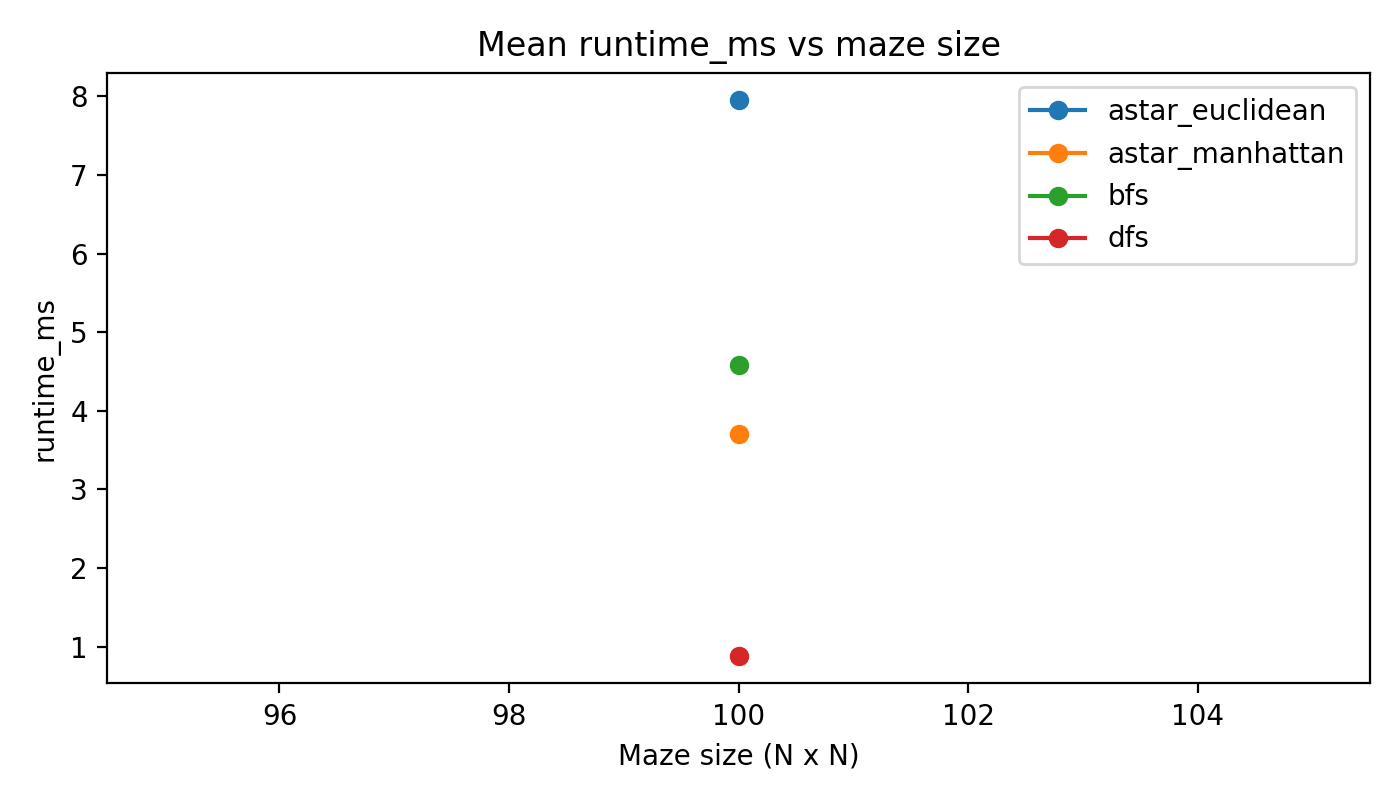 Mean runtime_ms vs maze size
8
7
6
5
4
3
2
1
runtime_ms
astar_euclidean
astar_manhattan
bfs
dfs
96 98 100 102 104
Maze size (N x N)